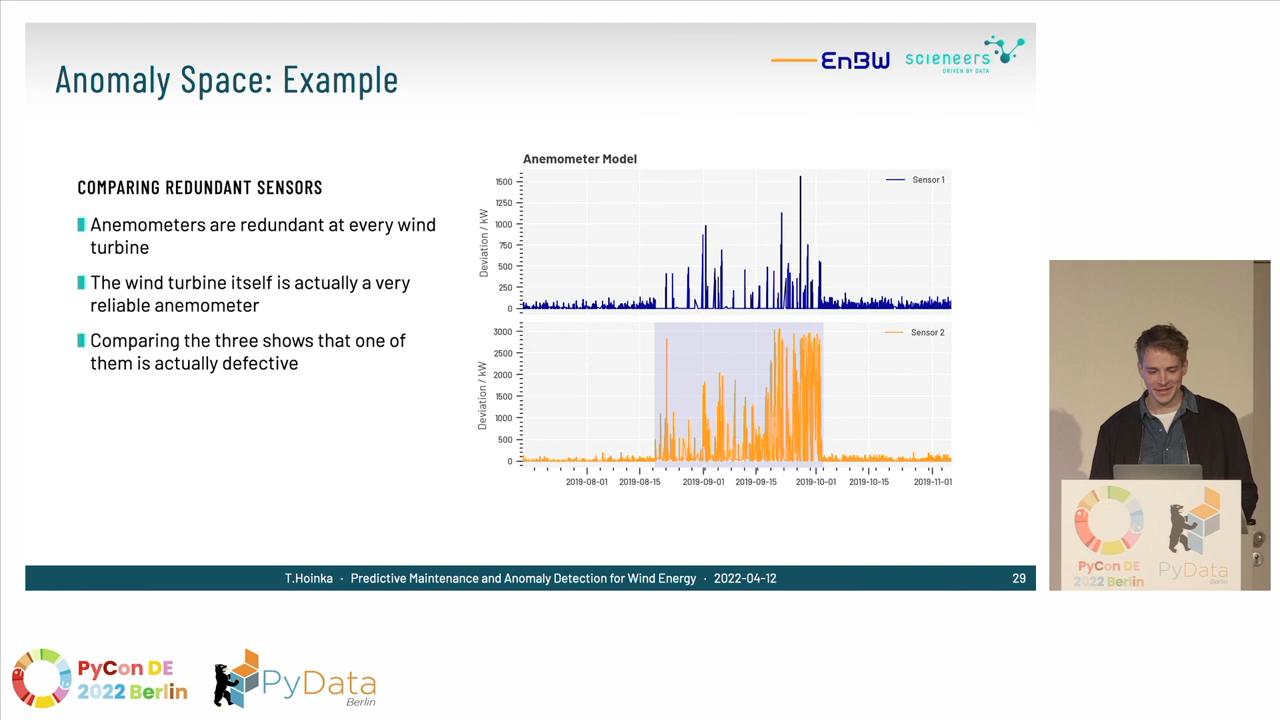 Anomaly Space: Example
EnBW
scieneers
DRIVEN BY DATA
COMPARING REDUNDANT SENSORS
Anemometers are redundant at every wind
turbine
The wind turbine itself is actually a very
reliable anemometer
Comparing the three shows that one of
them is actually defective
Anemometer Model
Sensor 1
Deviation / kW
1500
1250
1000
750
500
250
0
Sensor 2
Deviation / kW
3000
2500
2000
1500
1000
500
0
2019-08-01 2019-08-15 2019-09-01 2019-09-15 2019-10-01 2019-10-15 2019-11-01
T.Hoinka · Predictive Maintenance and Anomaly Detection for Wind Energy · 2022-04-12
29
PyCon DE
2022 Berlin
PyData
Berlin
PyCon DE
2022 Berlin
PyData
Berlin